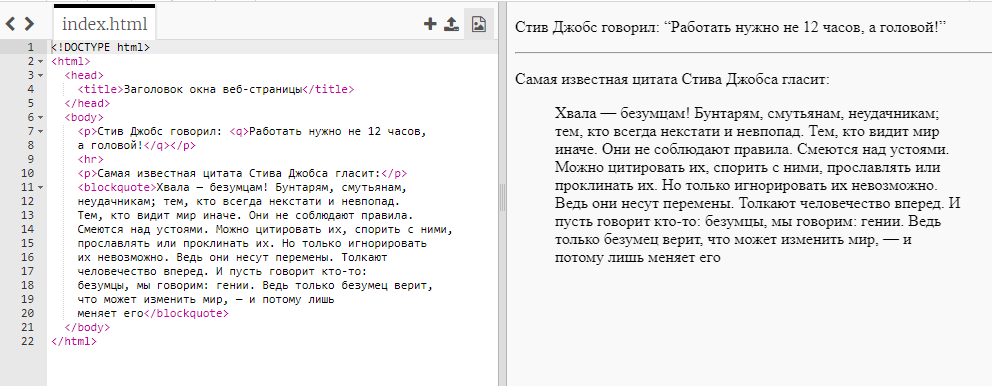 index.html
1 <!DOCTYPE html>
2 <html>
3 <head>
4 <title>Заголовок окна веб-страницы</title>
5 </head>
6 <body>
7 <p>Стив Джобс говорил: <q>Работать нужно не 12 часов,
8 а головой!</q></p>
9 <hr>
10 <p>Самая известная цитата Стива Джобса гласит:</p>
11 <blockquote>Хвала — безумцам! Бунтарям, смутьянам,
12 неудачникам; тем, кто всегда некстати и невпопад.
13 Тем, кто видит мир иначе. Они не соблюдают правила.
14 Смеются над устоями. Можно цитировать их, спорить с ними,
15 прославлять или проклинать их. Но только игнорировать
16 их невозможно. Ведь они несут перемены. Толкают
17 человечество вперед. И пусть говорит кто-то:
18 безумцы, мы говорим: гении. Ведь только безумец верит,
19 что может изменить мир, — и потому лишь
20 меняет его</blockquote>
21 </body>
22 </html>
Стив Джобс говорил: “Работать нужно не 12 часов, а головой!”
Самая известная цитата Стива Джобса гласит:
Хвала — безумцам! Бунтарям, смутьянам, неудачникам;
тем, кто всегда некстати и невпопад. Тем, кто видит мир
иначе. Они не соблюдают правила. Смеются над устоями.
Можно цитировать их, спорить с ними, прославлять или
проклинать их. Но только игнорировать их невозможно.
Ведь они несут перемены. Толкают человечество вперед. И
пусть говорит кто-то: безумцы, мы говорим: гении. Ведь
только безумец верит, что может изменить мир, — и
потому лишь меняет его